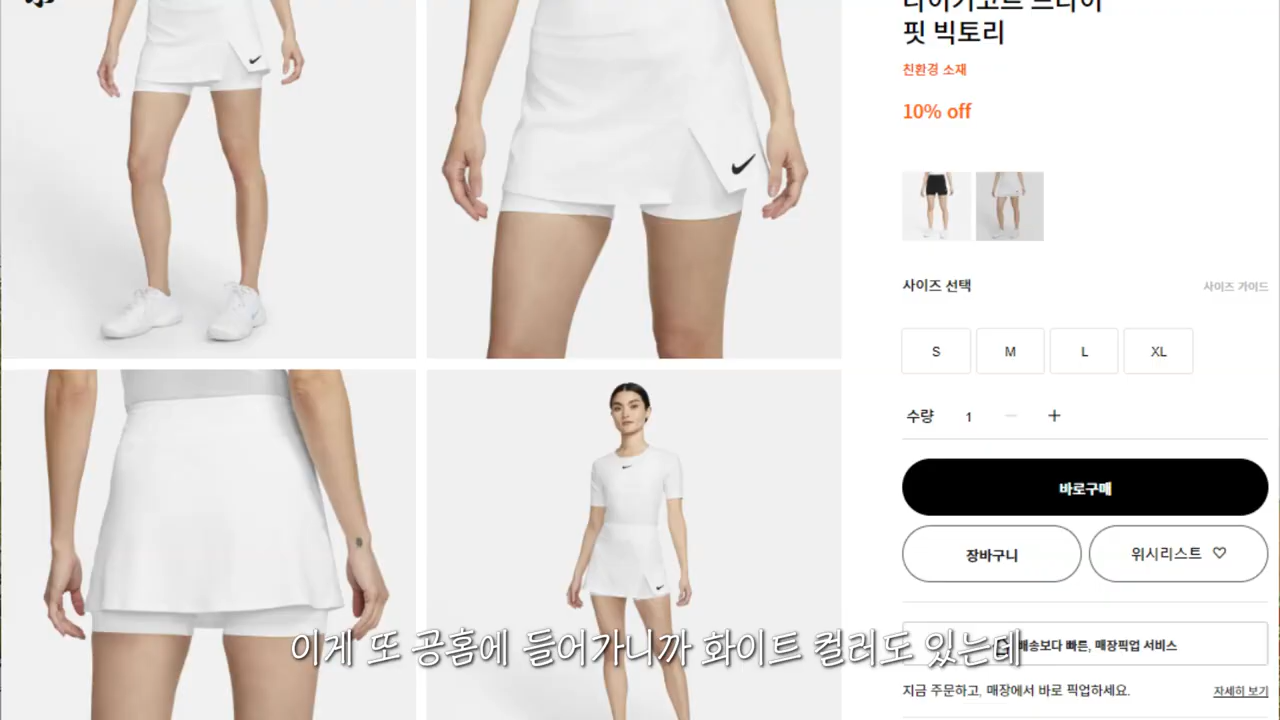 핏 빅토리
친환경 소재
10% off
사이즈 선택
사이즈 가이드
S
M
L
XL
수량
1
바로구매
장바구니
위시리스트
배송보다 빠른, 매장픽업 서비스
지금 주문하고, 매장에서 바로 픽업하세요.
자세히 보기
이게 또 공홈에 들어가니까 화이트 컬러도 있는데